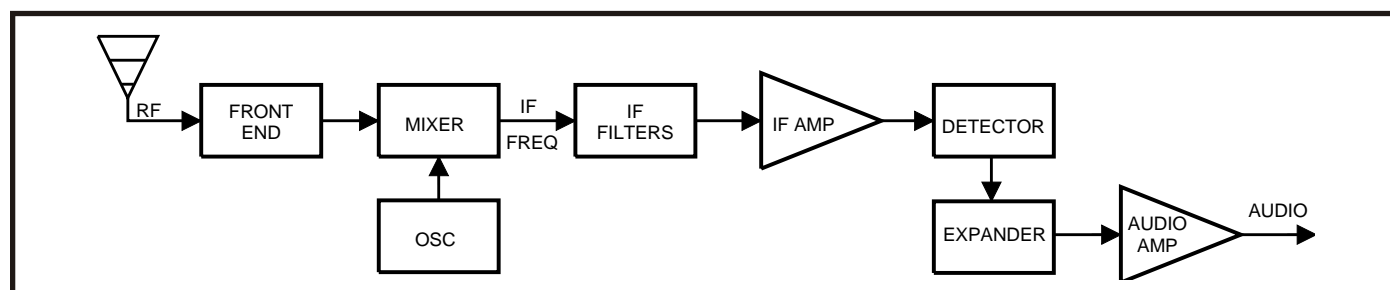 RF
FRONT
END
MIXER
IF
FREQ
IF
FILTERS
IF AMP
DETECTOR
OSC
EXPANDER
AUDIO
AMP
AUDIO